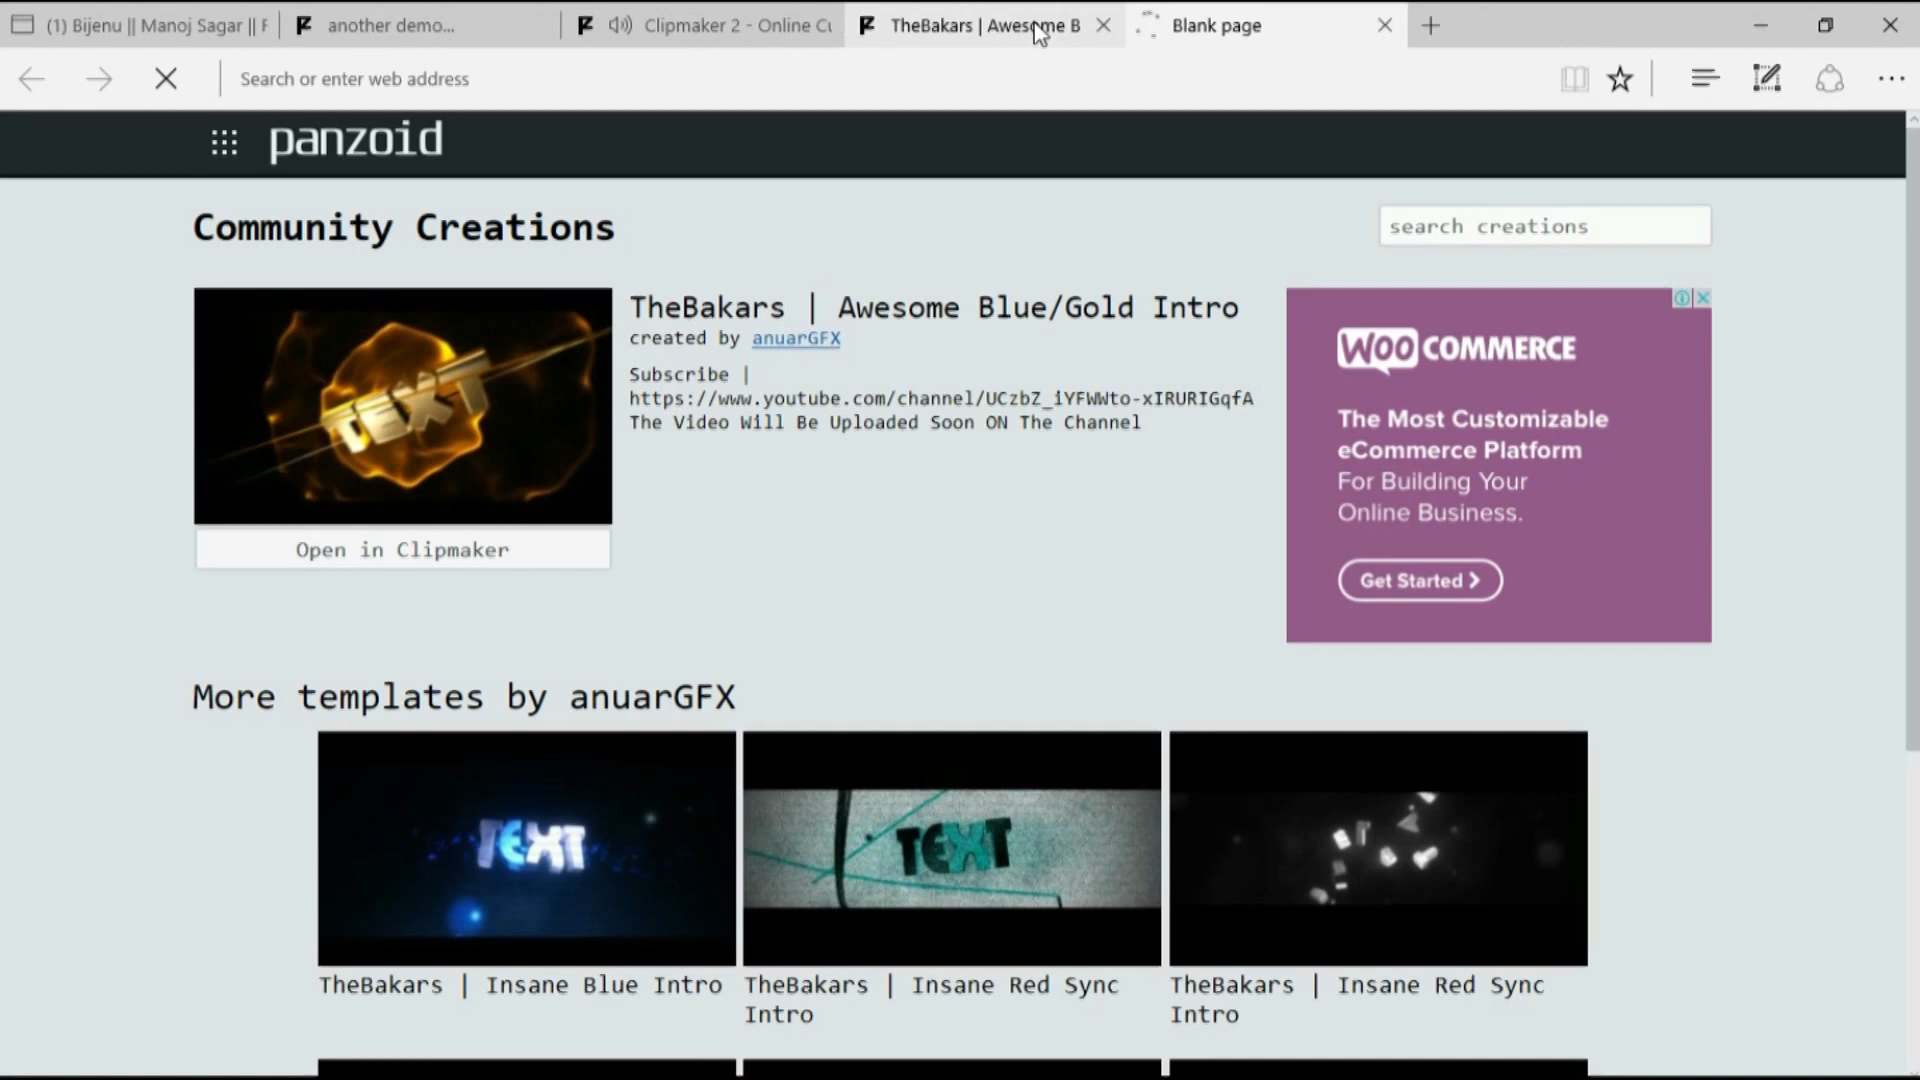 (1) Bijenu || Manoj Sagar || F
another demo...
Clipmaker 2 - Online Cu
TheBakars | Awesome B
Blank page
Search or enter web address
panzoid
Community Creations
search creations
TheBakars | Awesome Blue/Gold Intro
created by anuarGFX
Subscribe |
https://www.youtube.com/channel/UCzbZ_iYFWWto-xIRURIGqfA
The Video Will Be Uploaded Soon ON The Channel
TEXT
Open in Clipmaker
WOO COMMERCE
The Most Customizable
eCommerce Platform
For Building Your
Online Business.
Get Started
More templates by anuarGFX
TEXT
TEXT
TheBakars | Insane Blue Intro
TheBakars | Insane Red Sync
Intro
TheBakars | Insane Red Sync
Intro